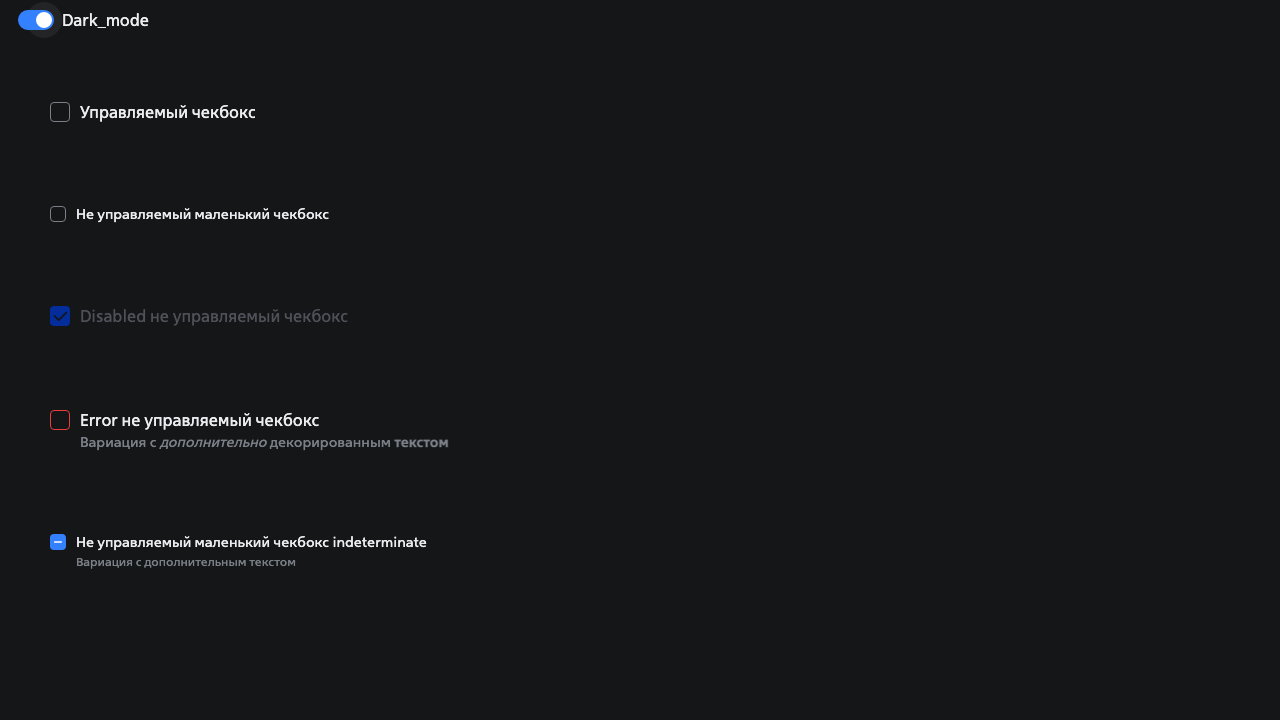 Dark_mode
Управляемый чекбокс
Не управляемый маленький чекбокс
Disabled не управляемый чекбокс
Error не управляемый чекбокс
Вариация с дополнительно декорированным текстом
Не управляемый маленький чекбокс indeterminate
Вариация с дополнительным текстом